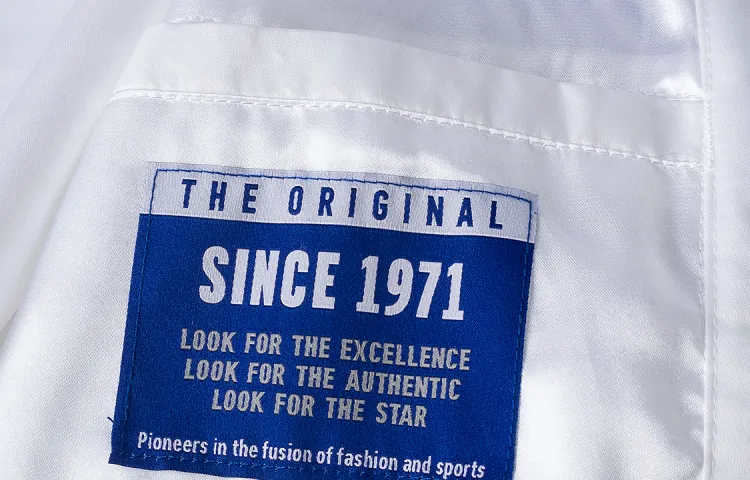 THE ORIGINAL
SINCE 1971
LOOK FOR THE EXCELLENCE
LOOK FOR THE AUTHENTIC
LOOK FOR THE STAR
Pioneers in the fusion of fashion and sports